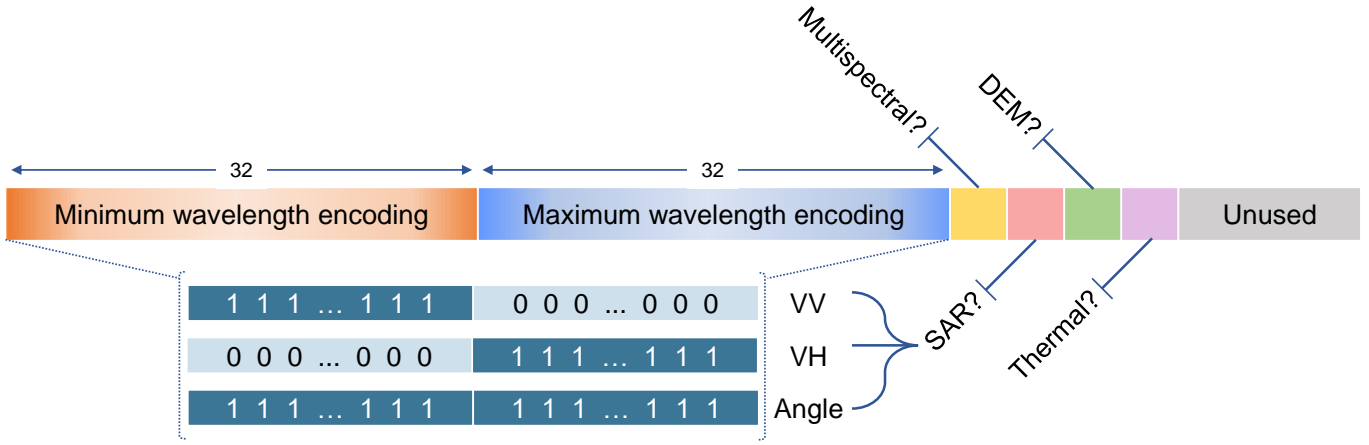 Multispectral?
DEM?
32
32
Minimum wavelength encoding
Maximum wavelength encoding
Unused
1 1 1 ... 1 1 1
0 0 0 ... 0 0 0
VV
0 0 0 ... 0 0 0
1 1 1 ... 1 1 1
VH
1 1 1 ... 1 1 1
1 1 1 ... 1 1 1
Angle
SAR?
Thermal?